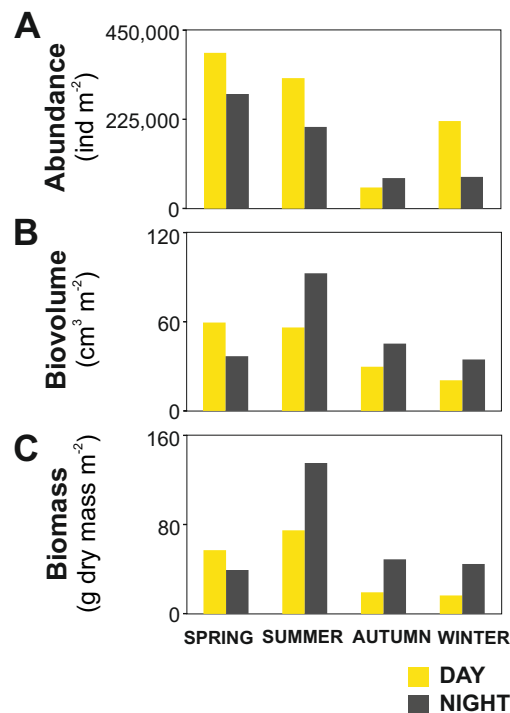 A
Abundance
(ind m⁻²)
450,000
225,000
0
B
Biovolume
(cm³ m⁻²)
120
60
0
C
Biomass
(g dry mass m⁻²)
160
80
0
SPRING SUMMER AUTUMN WINTER
DAY
NIGHT